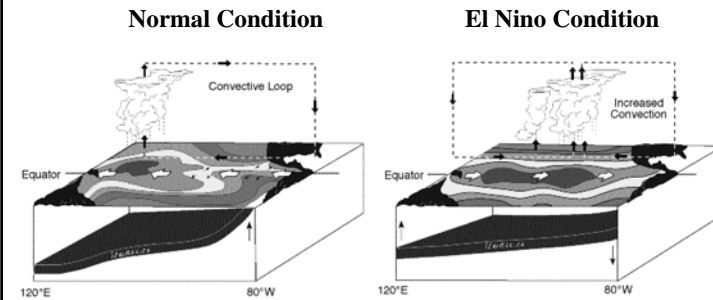 Normal Condition
El Nino Condition
Convective Loop
Increased
Convection
Equator
Equator
120°E
80°W
120°E
80°W